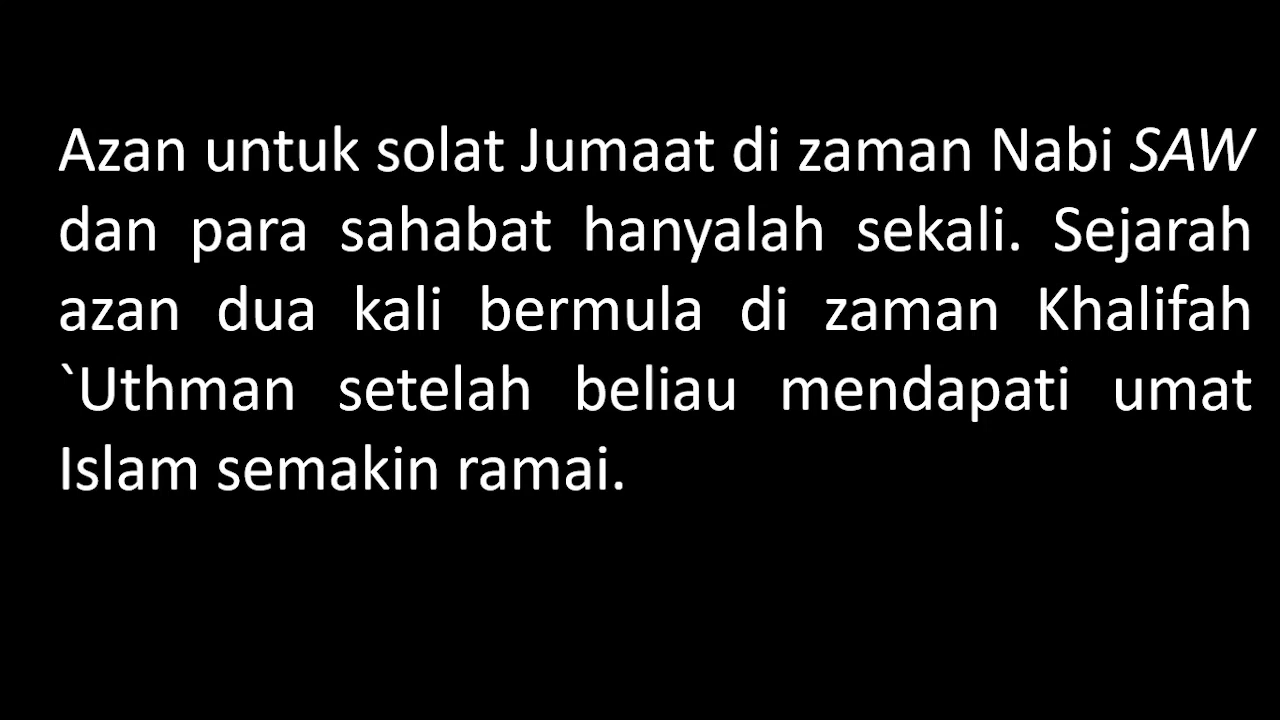 Azan untuk solat Jumaat di zaman Nabi SAW
dan para sahabat hanyalah sekali. Sejarah
azan dua kali bermula di zaman Khalifah
`Uthman setelah beliau mendapati umat
Islam semakin ramai.